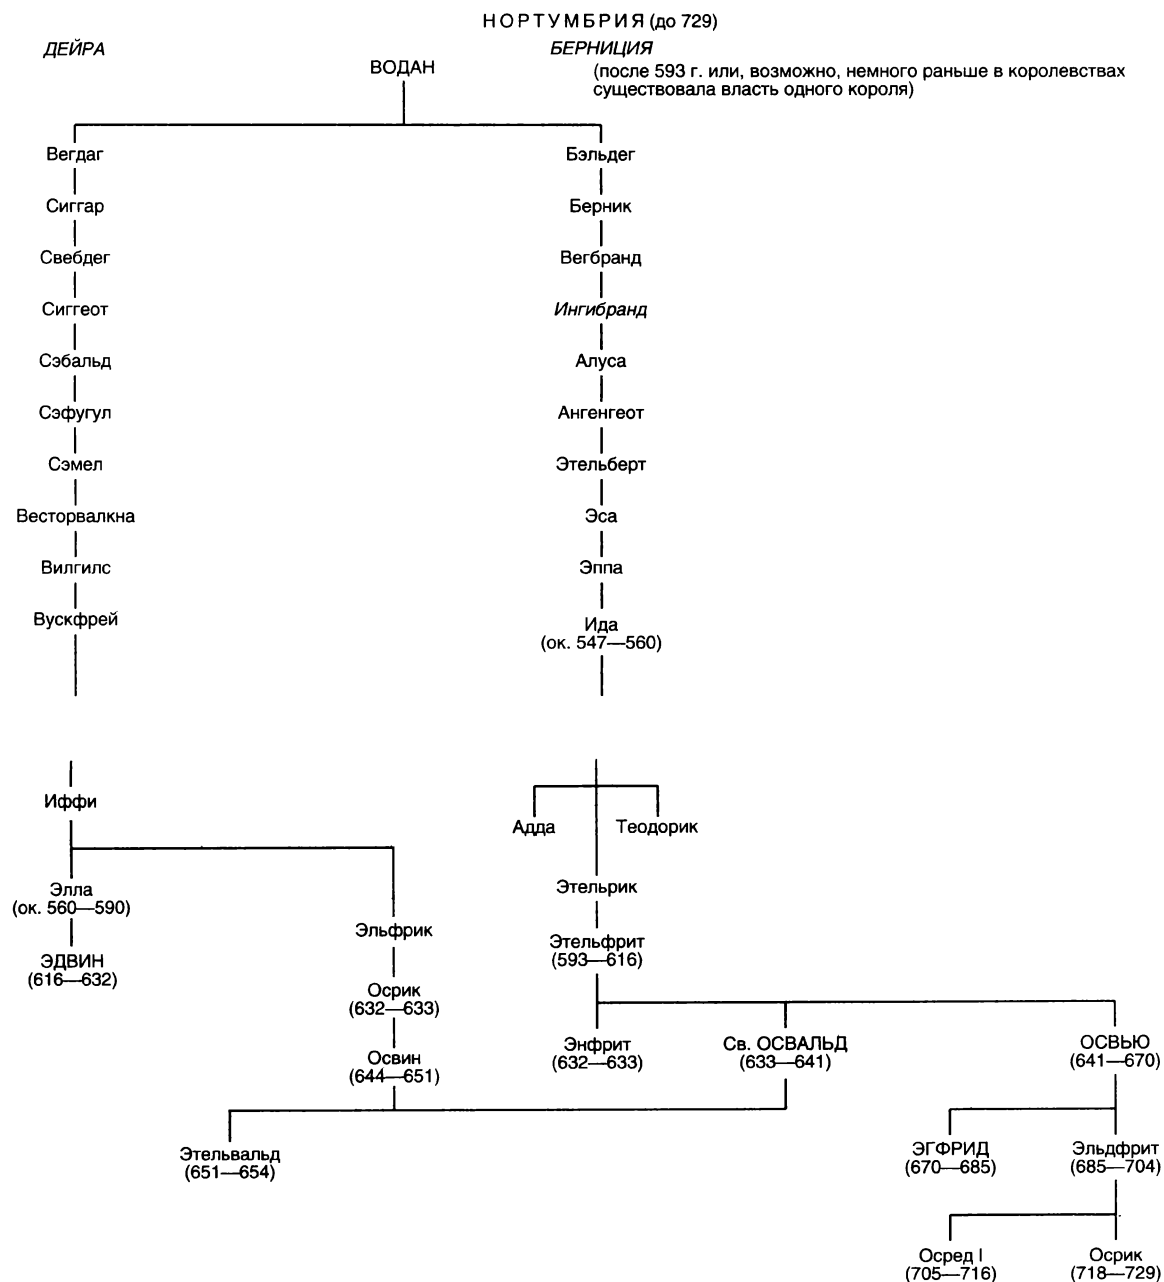 НОРТУМБРИЯ (до 729)
ДЕЙРА
БЕРНИЦИЯ
ВОДАН
(после 593 г. или, возможно, немного раньше в королевствах
существовала власть одного короля)
Вегдаг
Бэльдег
Сиггар
Берник
Свебдег
Вегбранд
Сиггеот
Ингибранд
Сэбальд
Алуса
Сэфугул
Ангенгеот
Сэмел
Этельберт
Весторвалкна
Эса
Вилгилс
Эппа
Вускфрей
Ида
(ок. 547—560)
Иффи
Адда
Теодорик
Элла
(ок. 560—590)
Этельрик
Эльфрик
ЭДВИН
(616—632)
Этельфрит
(593—616)
Осрик
(632—633)
Энфрит
(632—633)
Св. ОСВАЛЬД
(633—641)
ОСВЬЮ
(641—670)
Освин
(644—651)
Этельвальд
(651—654)
ЭГФРИД
(670—685)
Эльдфрит
(685—704)
Осред I
(705—716)
Осрик
(718—729)